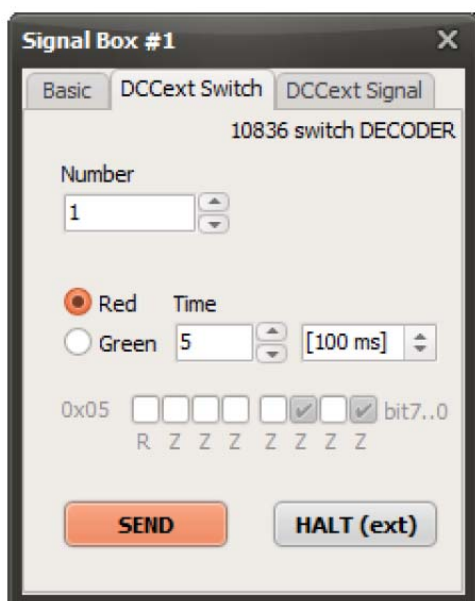 Signal Box #1
Basic DCCext Switch DCCext Signal
10836 switch DECODER
Number
1
Red Time
Green 5 [100 ms]
0x05 bit7..0
R Z Z Z Z Z Z Z
SEND HALT (ext)